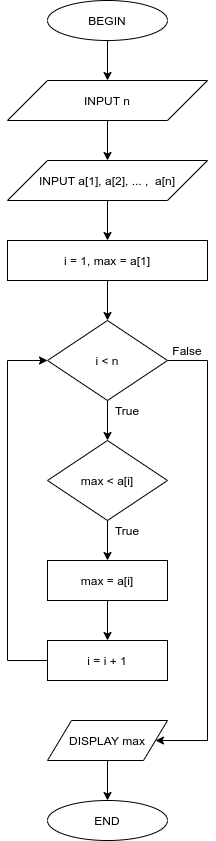 BEGIN
INPUT n
INPUT a[1], a[2], ... , a[n]
i = 1, max = a[1]
i < n
False
True
max < a[i]
True
max = a[i]
i = i + 1
DISPLAY max
END